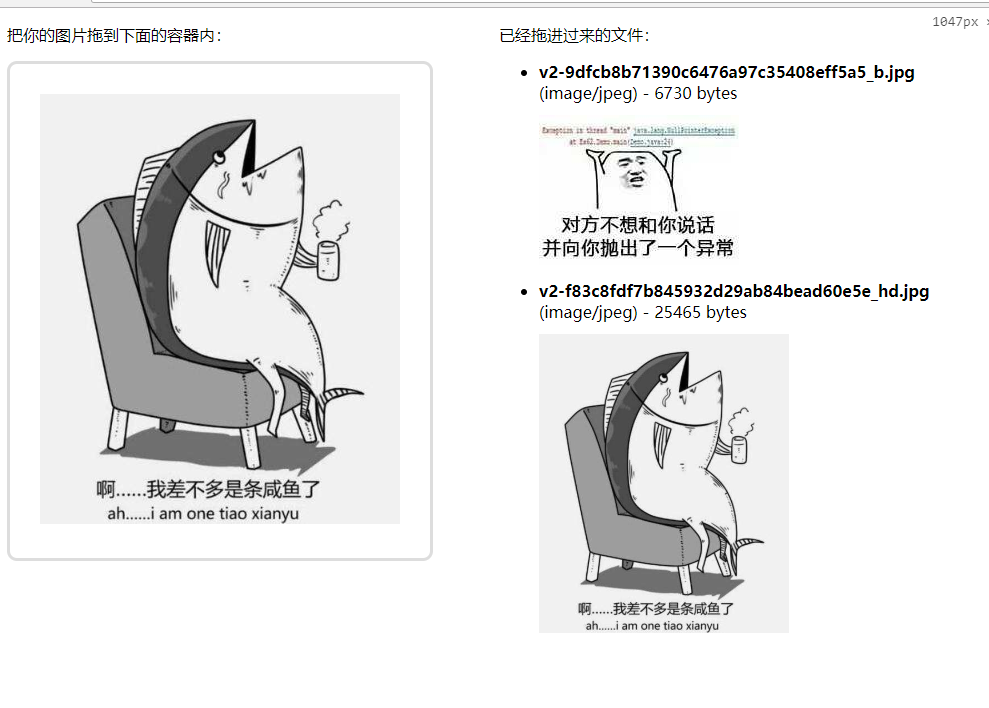 把你的图片拖到下面的容器内：
啊......我差不多是条咸鱼了
ah......i am one tiao xianyu
已经拖进过来的文件：
1047px ×
v2-9dfcb8b71390c6476a97c35408eff5a5_b.jpg
(image/jpeg) - 6730 bytes
Exception in thread "main" java.lang.NullPointerException
at Ex62.Demo.main(Demo.java:24)
对方不想和你说话
并向你抛出了一个异常
v2-f83c8fdf7b845932d29ab84bead60e5e_hd.jpg
(image/jpeg) - 25465 bytes
啊......我差不多是条咸鱼了
ah......i am one tiao xianyu